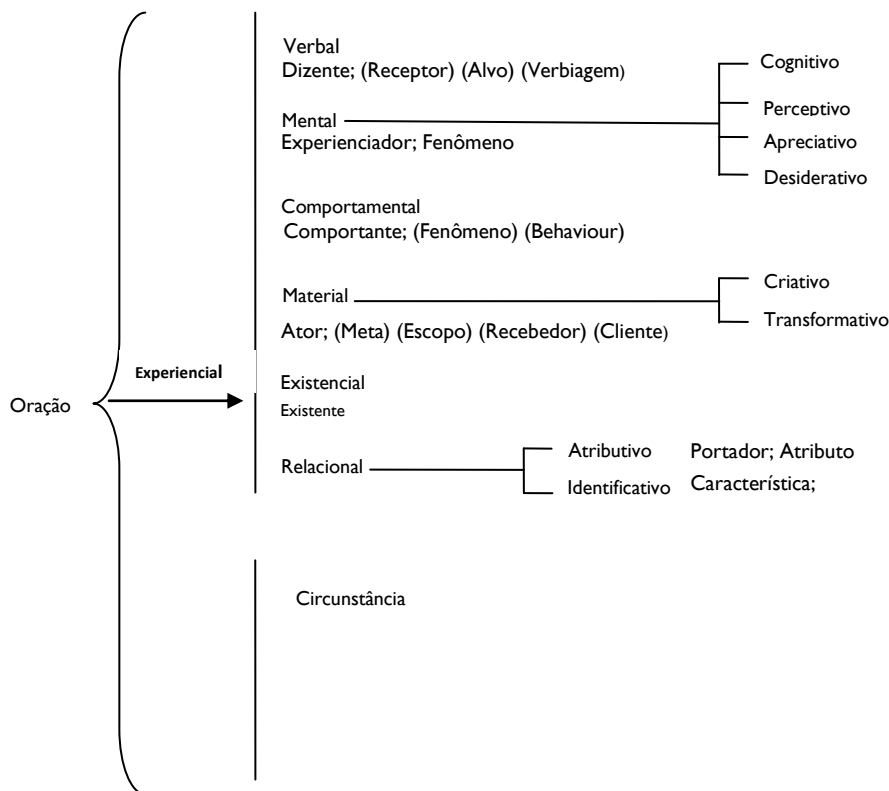 Verbal
Dizente; (Receptor) (Alvo) (Verbiagem)
Cognitivo
Mental
Perceptivo
Experienciador; Fenômeno
Apreciativo
Desiderativo
Comportamental
Comportante; (Fenômeno) (Behaviour)
Criativo
Material
Transformativo
Ator; (Meta) (Escopo) (Recebedor) (Cliente)
Experiencial
Existencial
Oração
Existente
Atributivo Portador; Atributo
Relacional
Identificativo Característica;
Circunstância